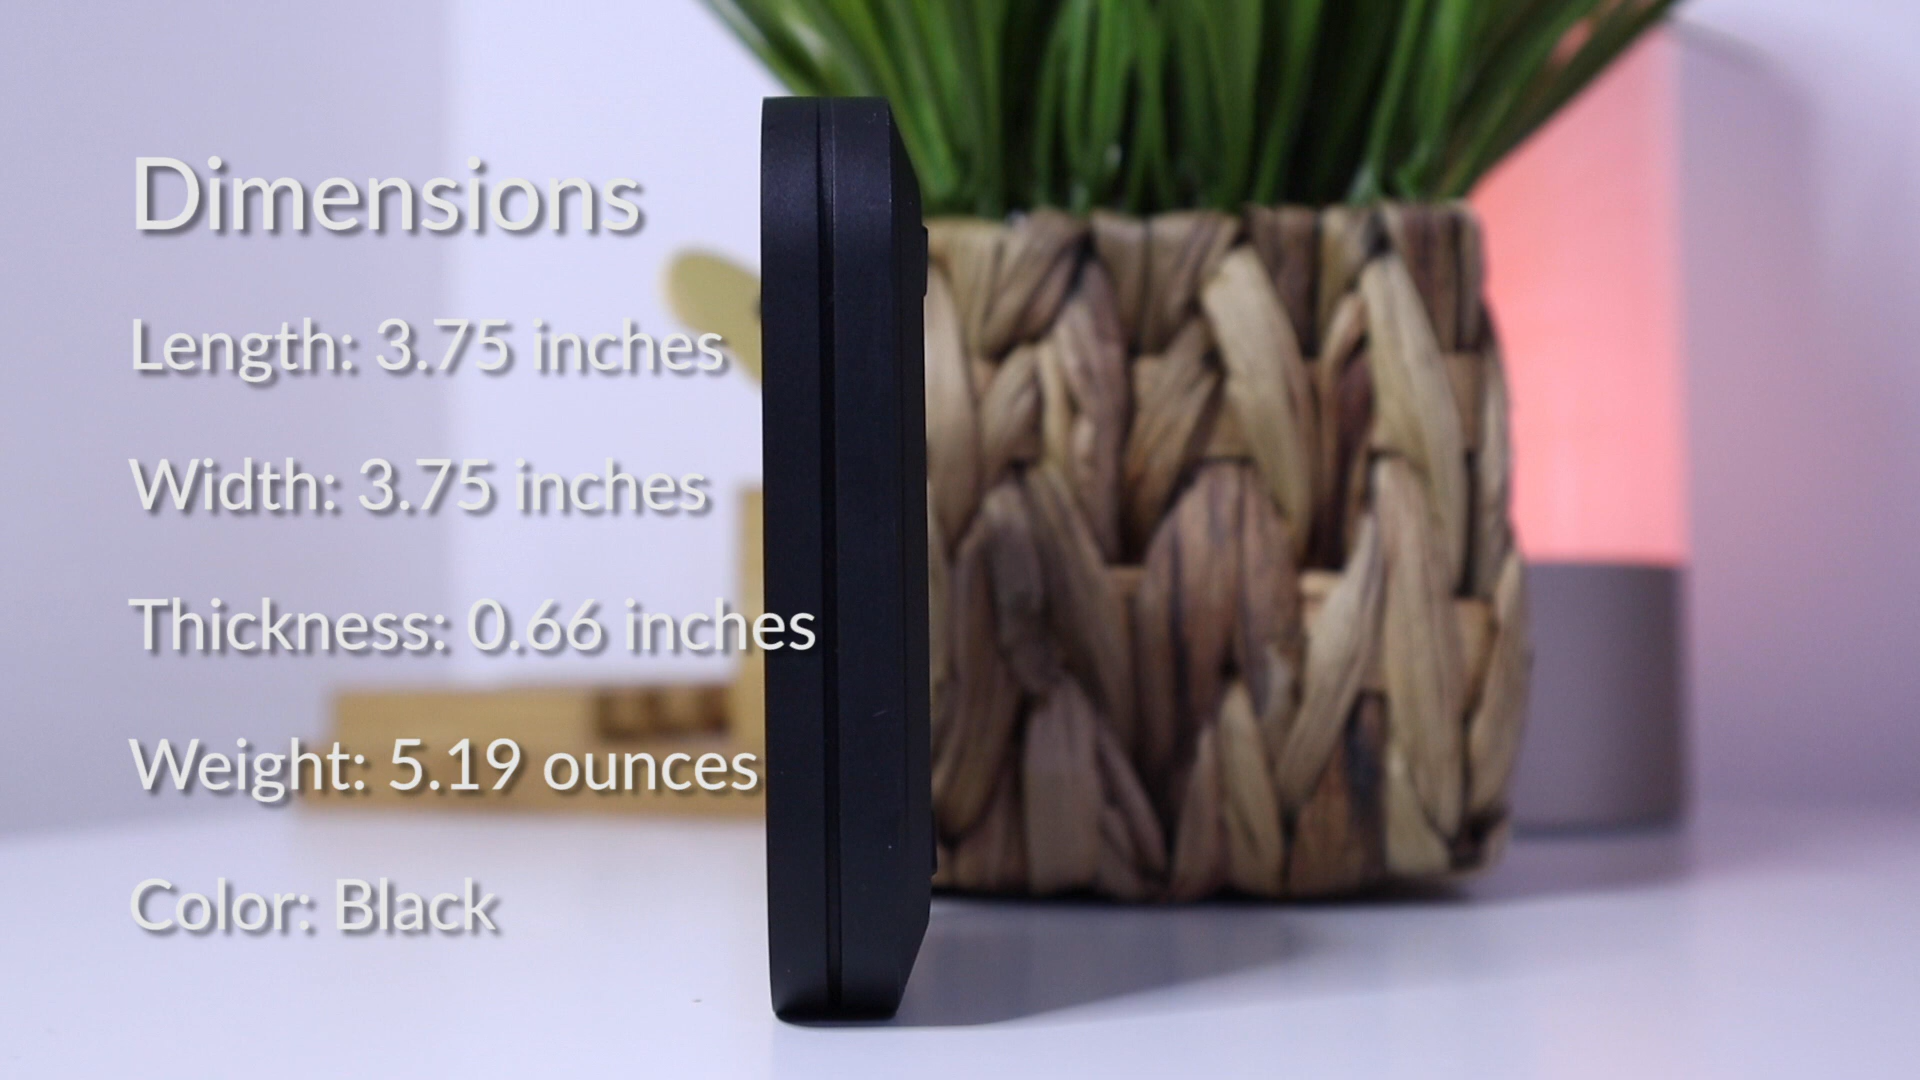 Dimensions
Length: 3.75 inches
Width: 3.75 inches
Thickness: 0.66 inches
Weight: 5.19 ounces
Color: Black